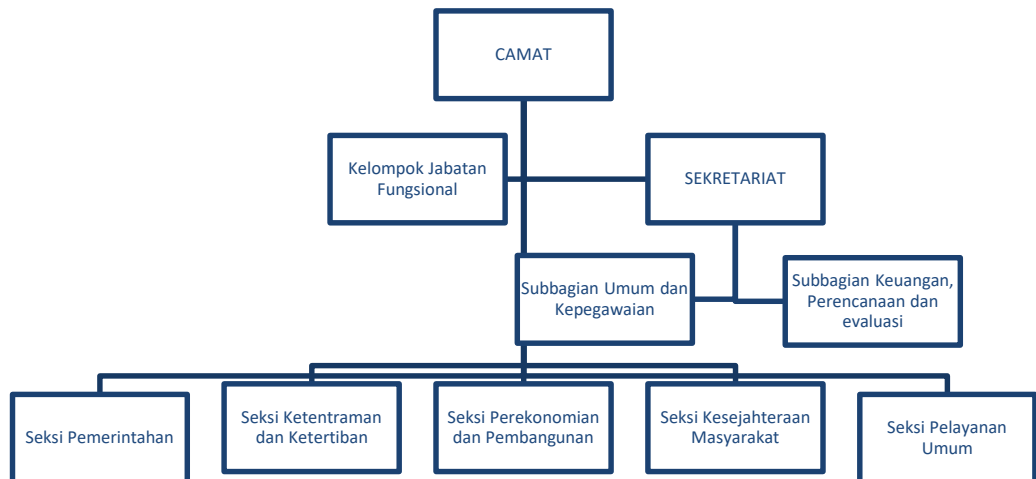 CAMAT
Kelompok Jabatan
Fungsional
SEKRETARIAT
Subbagian Umum dan
Kepegawaian
Subbagian Keuangan,
Perencanaan dan
evaluasi
Seksi Pemerintahan
Seksi Ketentraman
dan Ketertiban
Seksi Perekonomian
dan Pembangunan
Seksi Kesejahteraan
Masyarakat
Seksi Pelayanan
Umum